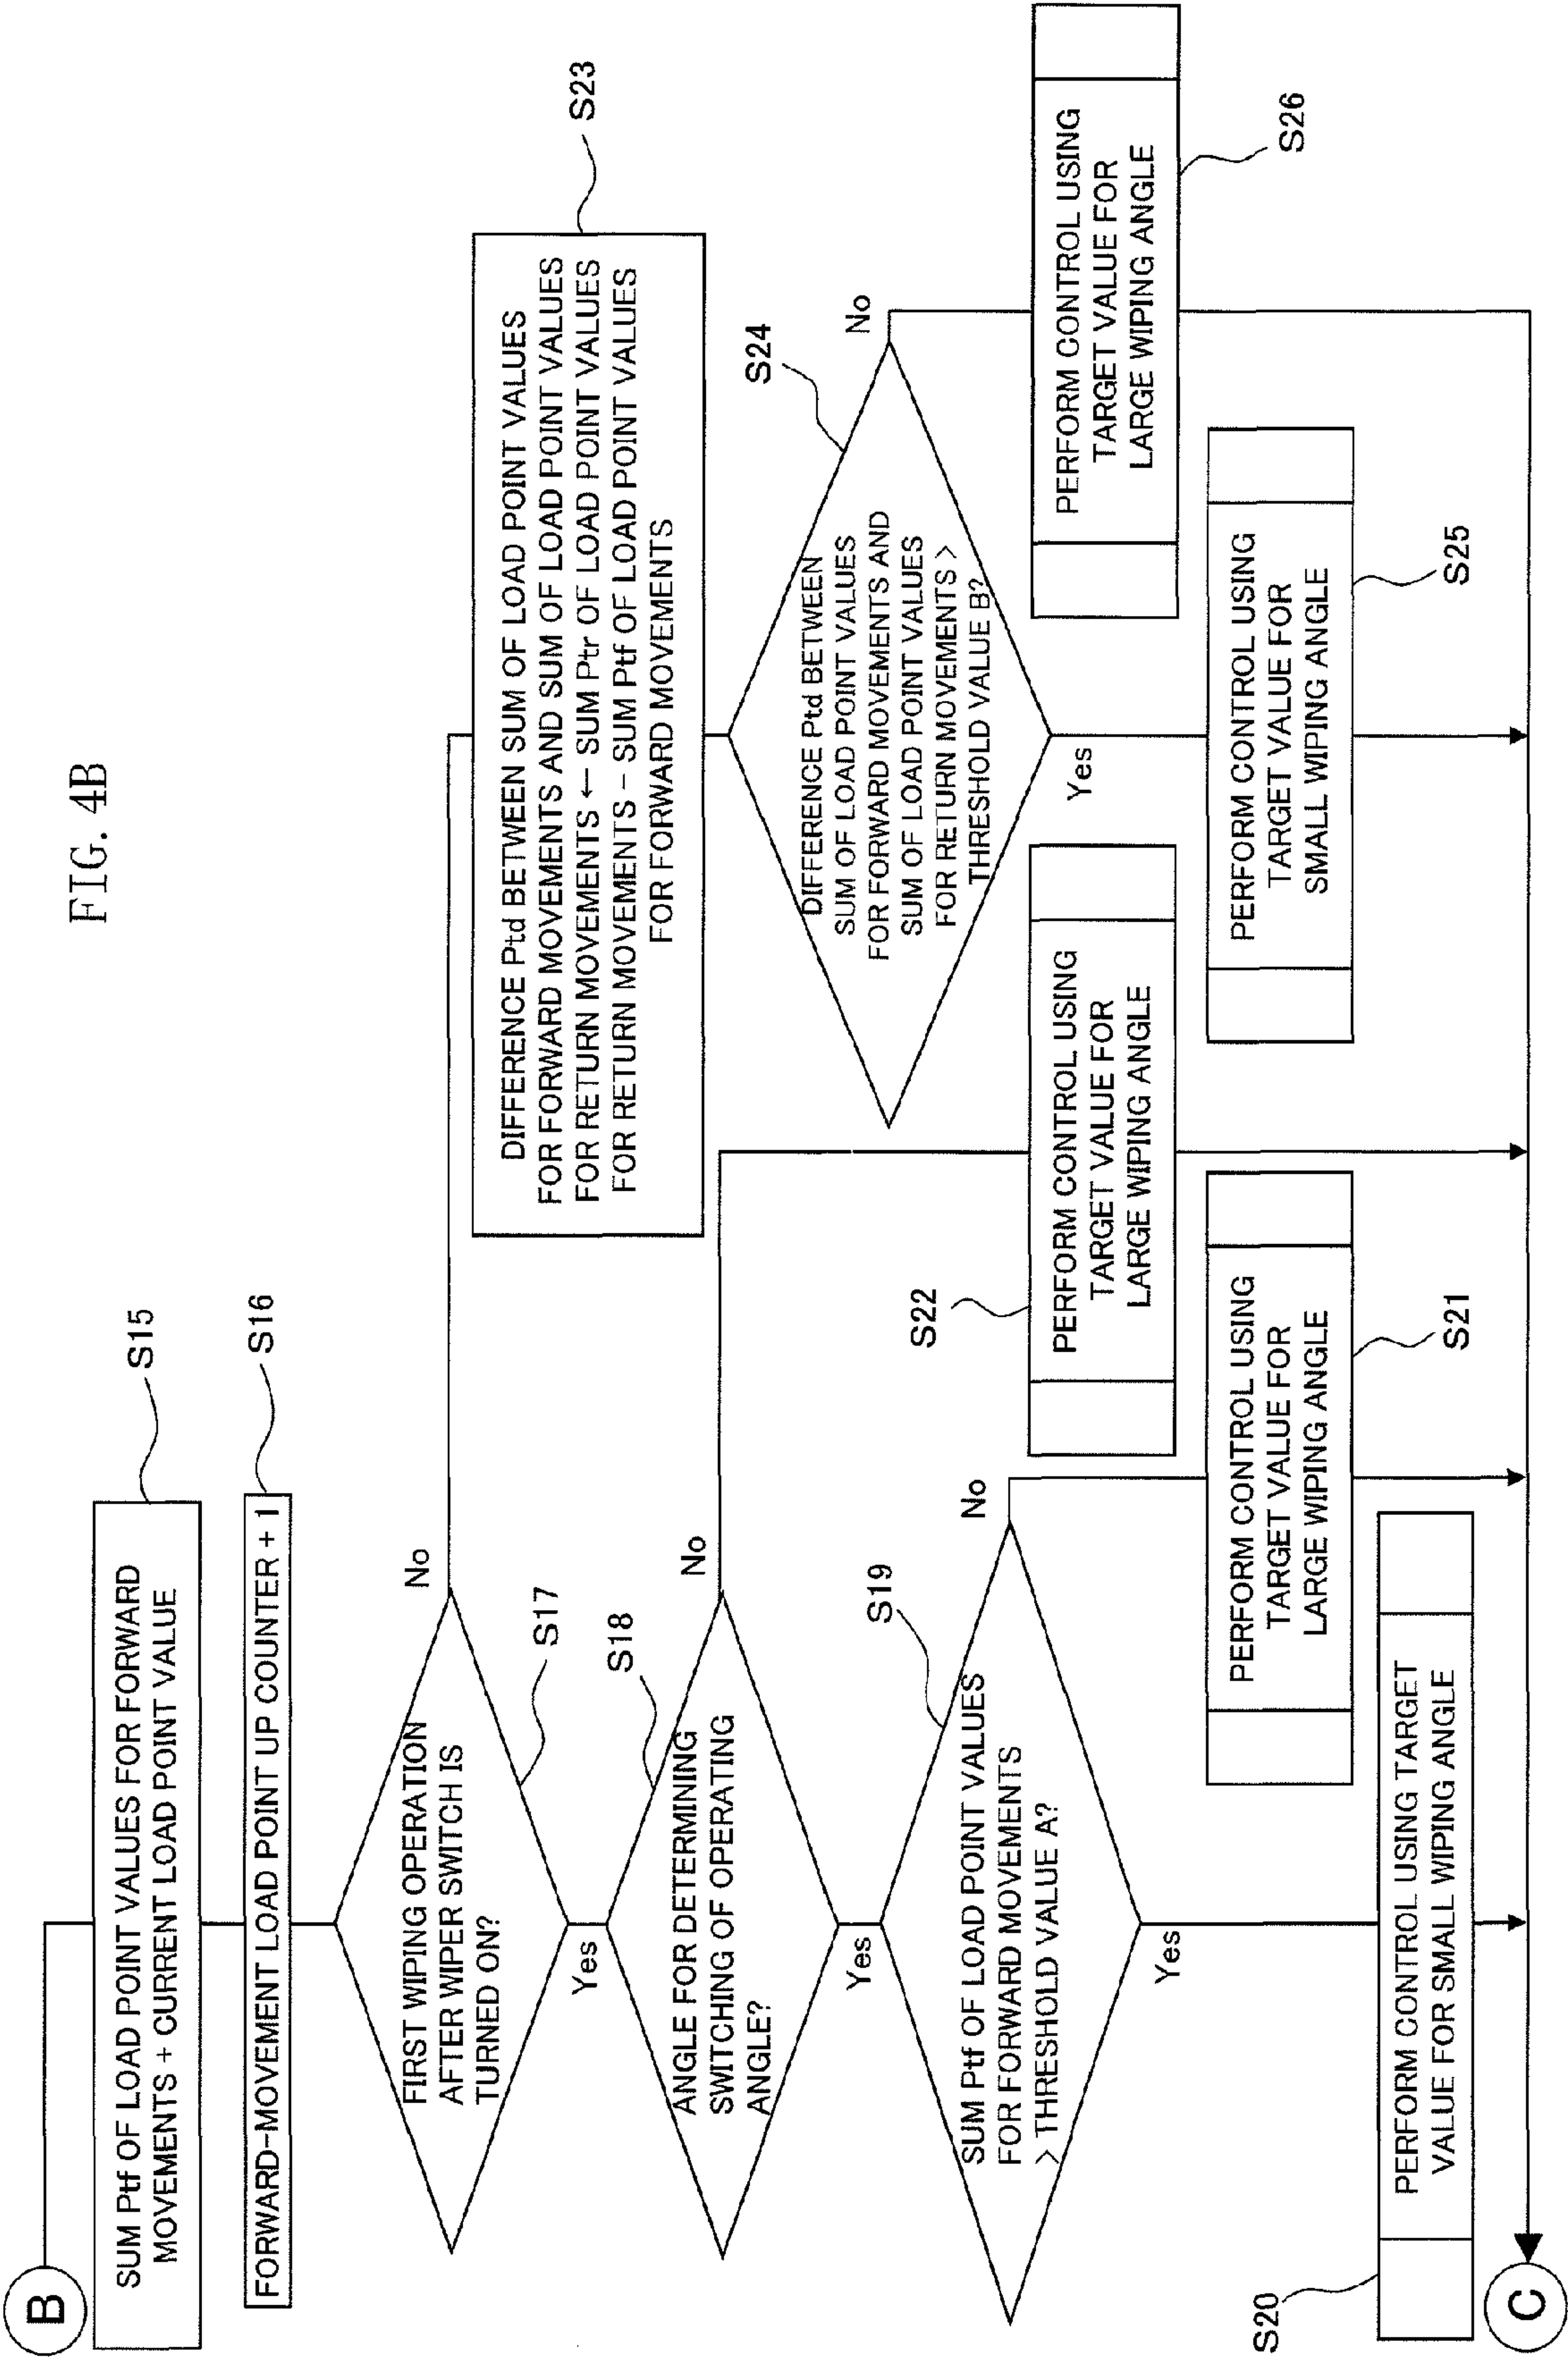 FIG. 4B
B
SUM Ptf OF LOAD POINT VALUES FOR FORWARD
MOVEMENTS + CURRENT LOAD POINT VALUE
S15
FORWARD-MOVEMENT LOAD POINT UP COUNTER + 1
S16
FIRST WIPING OPERATION
AFTER WIPER SWITCH IS
TURNED ON?
S17
No
Yes
ANGLE FOR DETERMINING
SWITCHING OF OPERATING
ANGLE?
S18
No
Yes
SUM Ptf OF LOAD POINT VALUES
FOR FORWARD MOVEMENTS
> THRESHOLD VALUE A?
S19
No
Yes
PERFORM CONTROL USING TARGET
VALUE FOR SMALL WIPING ANGLE
S20
PERFORM CONTROL USING
TARGET VALUE FOR
LARGE WIPING ANGLE
S21
PERFORM CONTROL USING
TARGET VALUE FOR
LARGE WIPING ANGLE
S22
DIFFERENCE Ptd BETWEEN SUM OF LOAD POINT VALUES
FOR FORWARD MOVEMENTS AND SUM OF LOAD POINT VALUES
FOR RETURN MOVEMENTS ← SUM Ptr OF LOAD POINT VALUES
FOR RETURN MOVEMENTS – SUM Ptf OF LOAD POINT VALUES
FOR FORWARD MOVEMENTS
S23
DIFFERENCE Ptd BETWEEN
SUM OF LOAD POINT VALUES
FOR FORWARD MOVEMENTS AND
SUM OF LOAD POINT VALUES
FOR RETURN MOVEMENTS >
THRESHOLD VALUE B?
S24
No
Yes
PERFORM CONTROL USING
TARGET VALUE FOR
SMALL WIPING ANGLE
S25
PERFORM CONTROL USING
TARGET VALUE FOR
LARGE WIPING ANGLE
S26
C